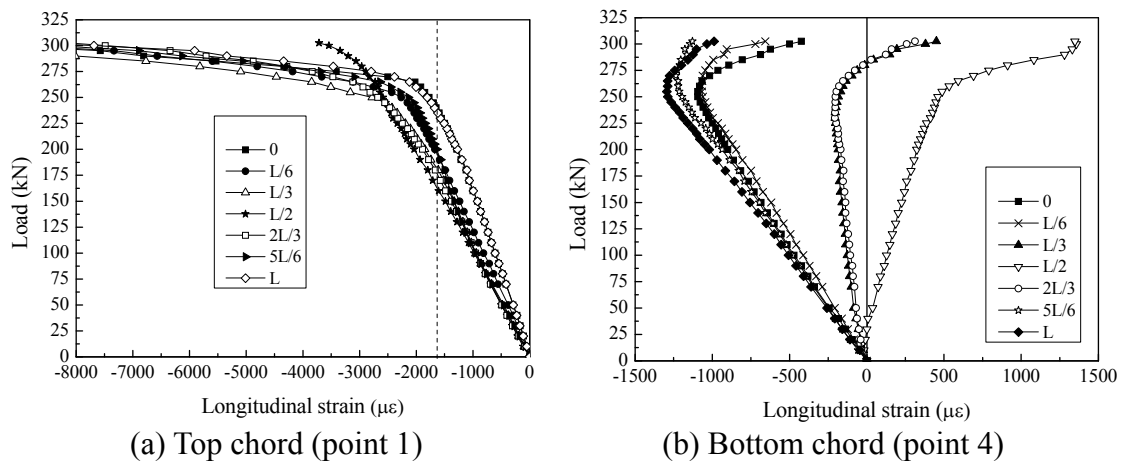 325
300
275
250
225
200
175
150
125
100
75
50
25
0
Load (kN)
-8000 -7000 -6000 -5000 -4000 -3000 -2000 -1000 0
Longitudinal strain (με)
0
L/6
L/3
L/2
2L/3
5L/6
L
(a) Top chord (point 1)
325
300
275
250
225
200
175
150
125
100
75
50
25
0
Load (kN)
-1500 -1000 -500 0 500 1000 1500
Longitudinal strain (με)
0
L/6
L/3
L/2
2L/3
5L/6
L
(b) Bottom chord (point 4)